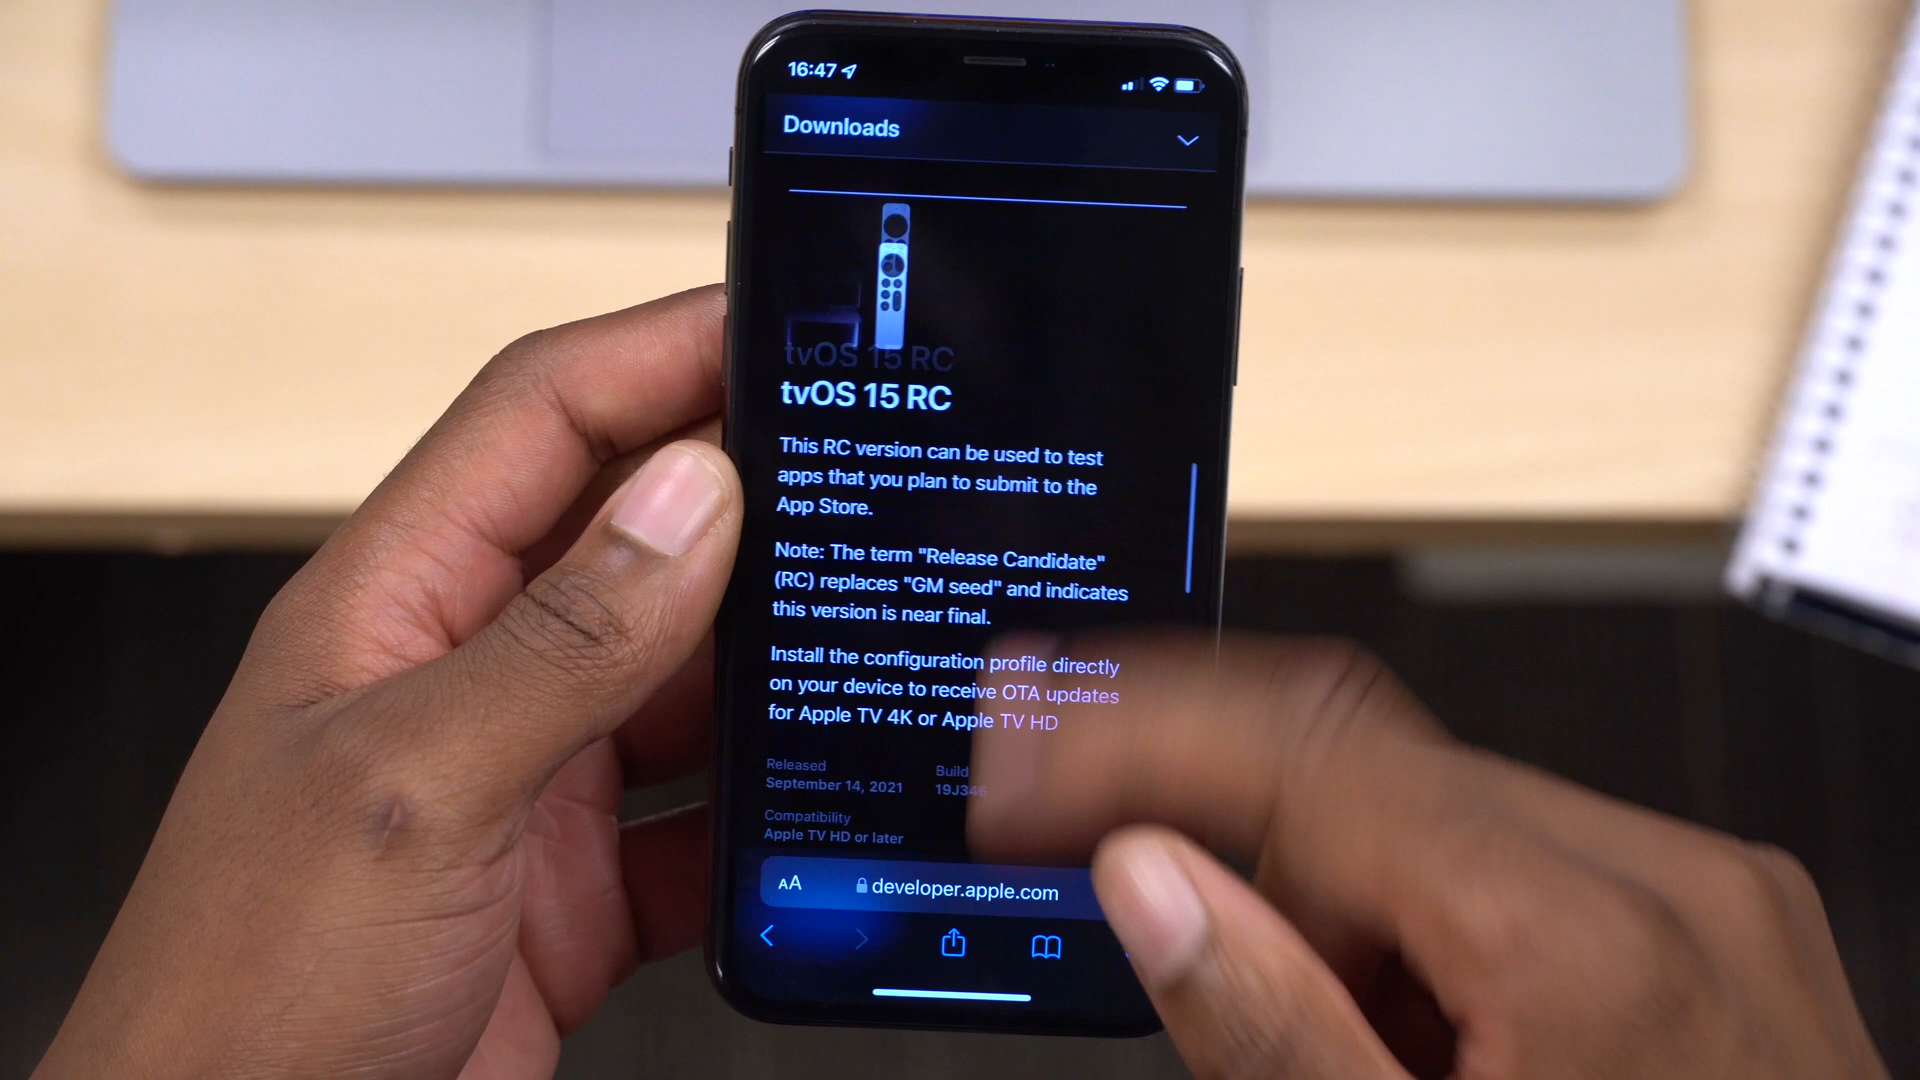 16:47
Downloads
tvOS 15 RC
tvOS 15 RC
This RC version can be used to test
apps that you plan to submit to the
App Store.
Note: The term "Release Candidate"
(RC) replaces "GM seed" and indicates
this version is near final.
Install the configuration profile directly
on your device to receive OTA updates
for Apple TV 4K or Apple TV HD
Released
Build
September 14, 2021
19J346
Compatibility
Apple TV HD or later
AA
developer.apple.com